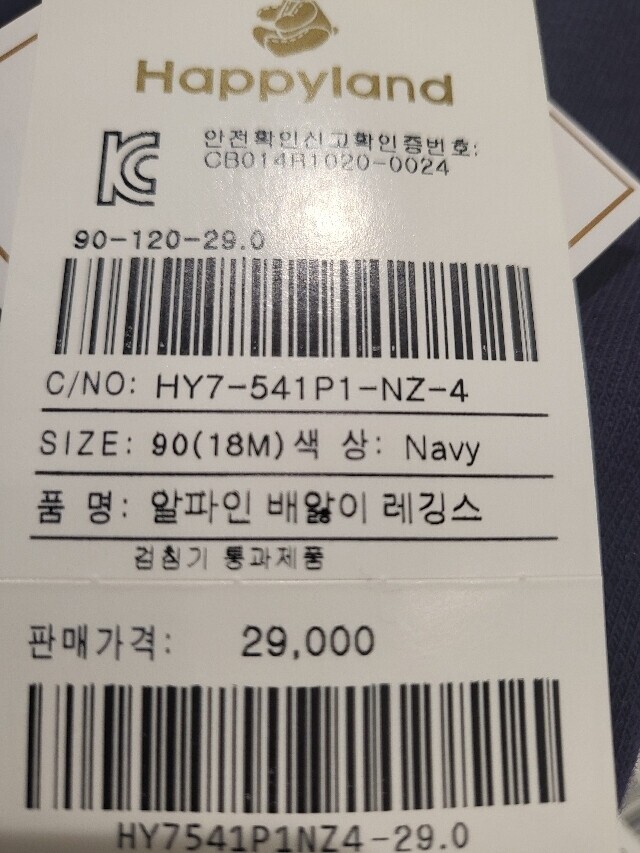 Happyland
안전확인신고확인증번호:
CB014R1020-0024
90-120-29.0
C/NO: HY7-541P1-NZ-4
SIZE: 90(18M) 색 상: Navy
품 명: 알파인 배앓이 레깅스
검침기 통과제품
판매가격: 29,000
HY7541P1NZ4-29.0